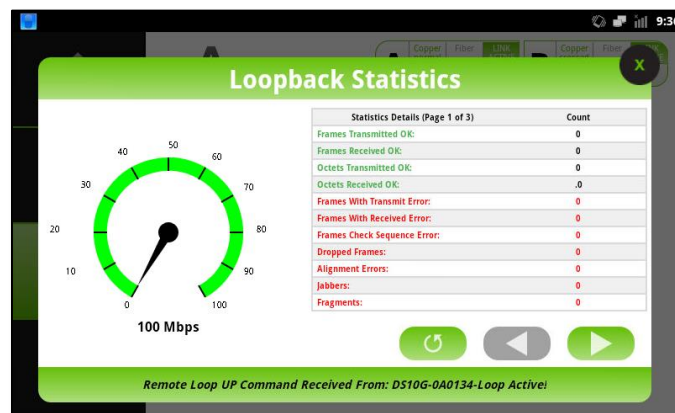 9:36
Copper Fiber LINK
Copper Fiber
A
X
Loopback Statistics
Statistics Details (Page 1 of 3) Count
Frames Transmitted OK: 0
Frames Received OK: 0
Octets Transmitted OK: 0
Octets Received OK: .0
Frames With Transmit Error: 0
Frames With Received Error: 0
Frames Check Sequence Error: 0
Dropped Frames: 0
Alignment Errors: 0
Jabbers: 0
Fragments: 0
0
10
20
30
40
50
60
70
80
90
100
100 Mbps
Remote Loop UP Command Received From: DS10G-0A0134-Loop Active!